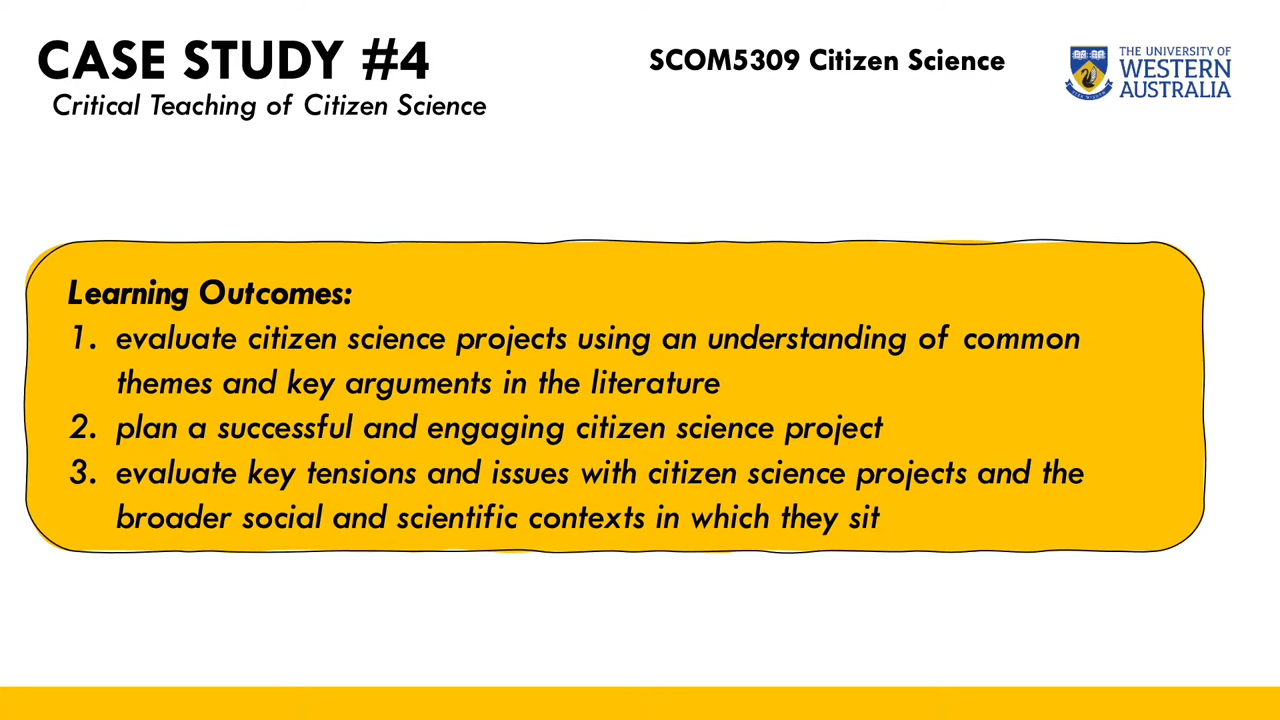 CASE STUDY #4
Critical Teaching of Citizen Science
SCOM5309 Citizen Science
THE UNIVERSITY OF
WESTERN
AUSTRALIA
Learning Outcomes:
1. evaluate citizen science projects using an understanding of common
themes and key arguments in the literature
2. plan a successful and engaging citizen science project
3. evaluate key tensions and issues with citizen science projects and the
broader social and scientific contexts in which they sit